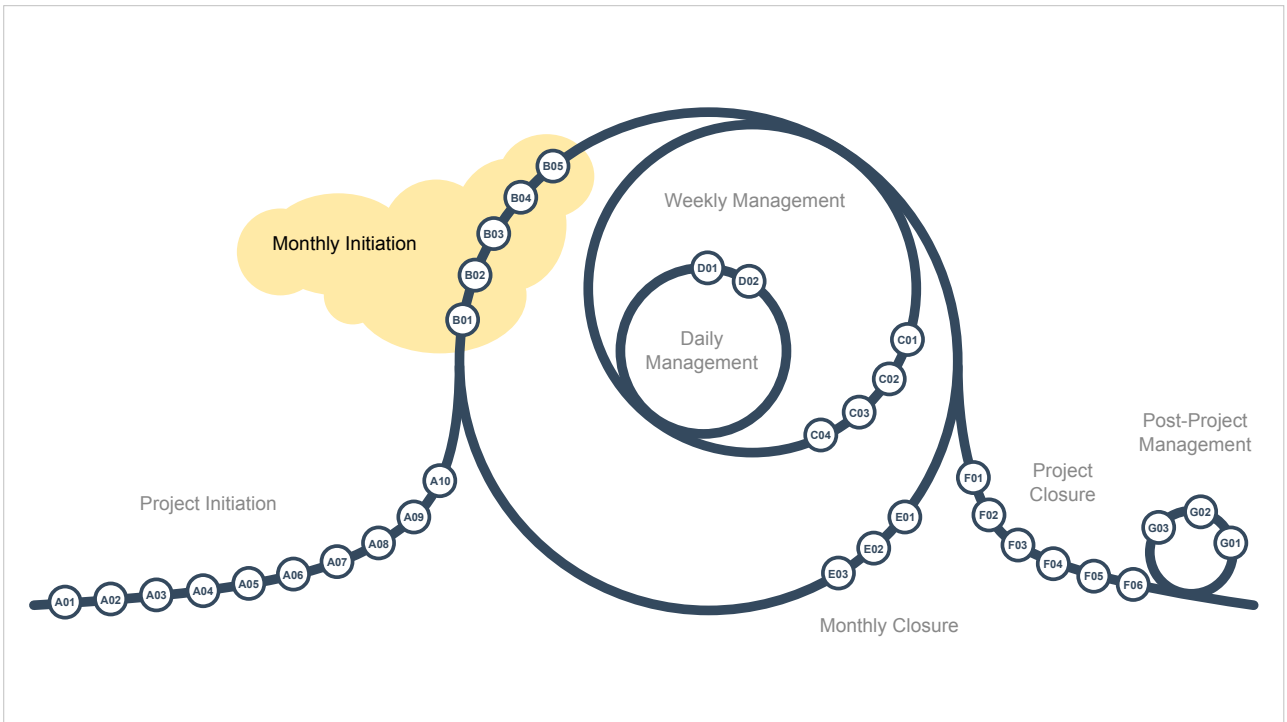 B05
B04
Weekly Management
B03
Monthly Initiation
D01
B02
D02
B01
C01
Daily
Management
C02
C03
Post-Project
C04
Management
Project
A10
F01
Closure
Project Initiation
G02
F02
E01
A09
G03
G01
A08
F03
E02
A07
F04
E03
A06
F05
A05
F06
A04
A03
A02
A01
Monthly Closure